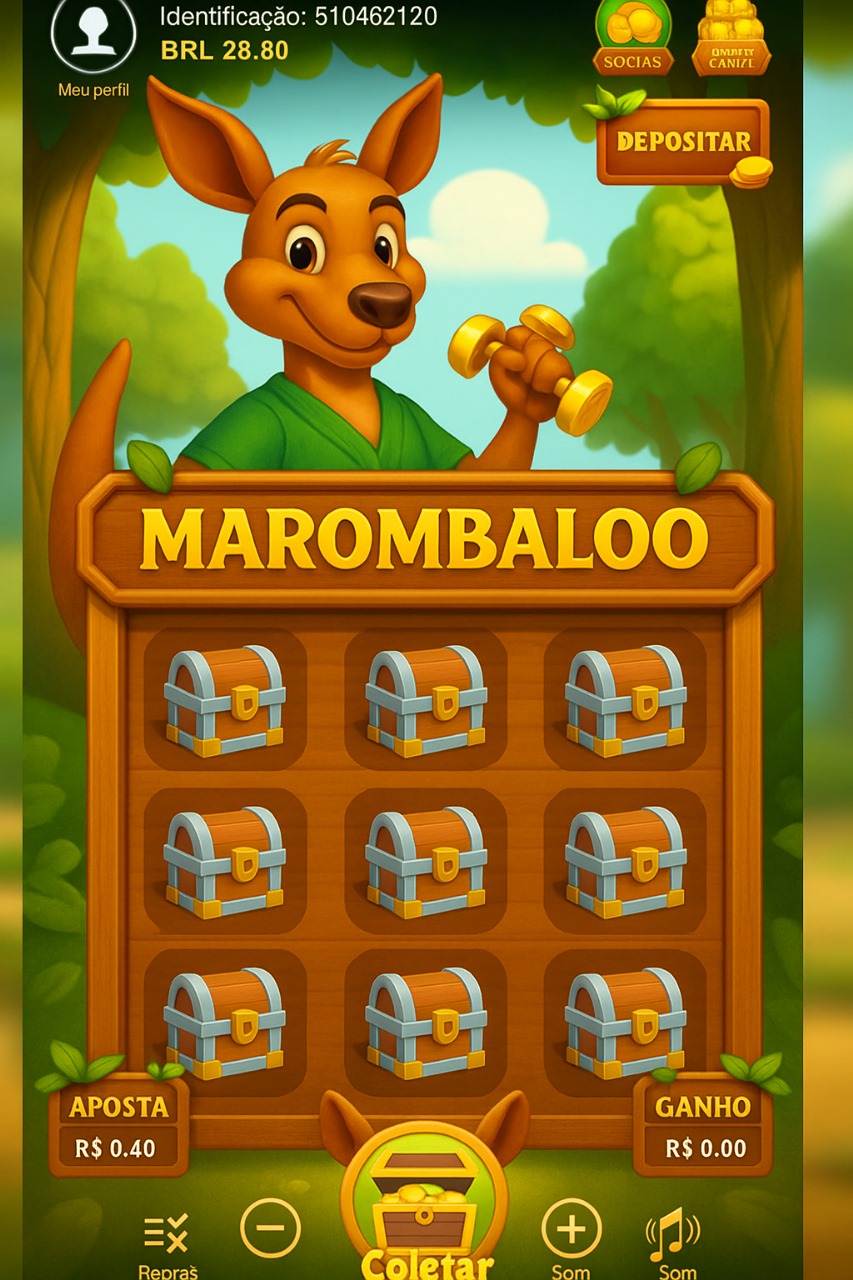 Identificação: 510462120
BRL 28.80
Meu perfil
SOCIAS
CANIZE
DEPOSITAR
MAROMBALOO
APOSTA
R$ 0.40
GANHO
R$ 0.00
Coletar
Repraš
Som
Som